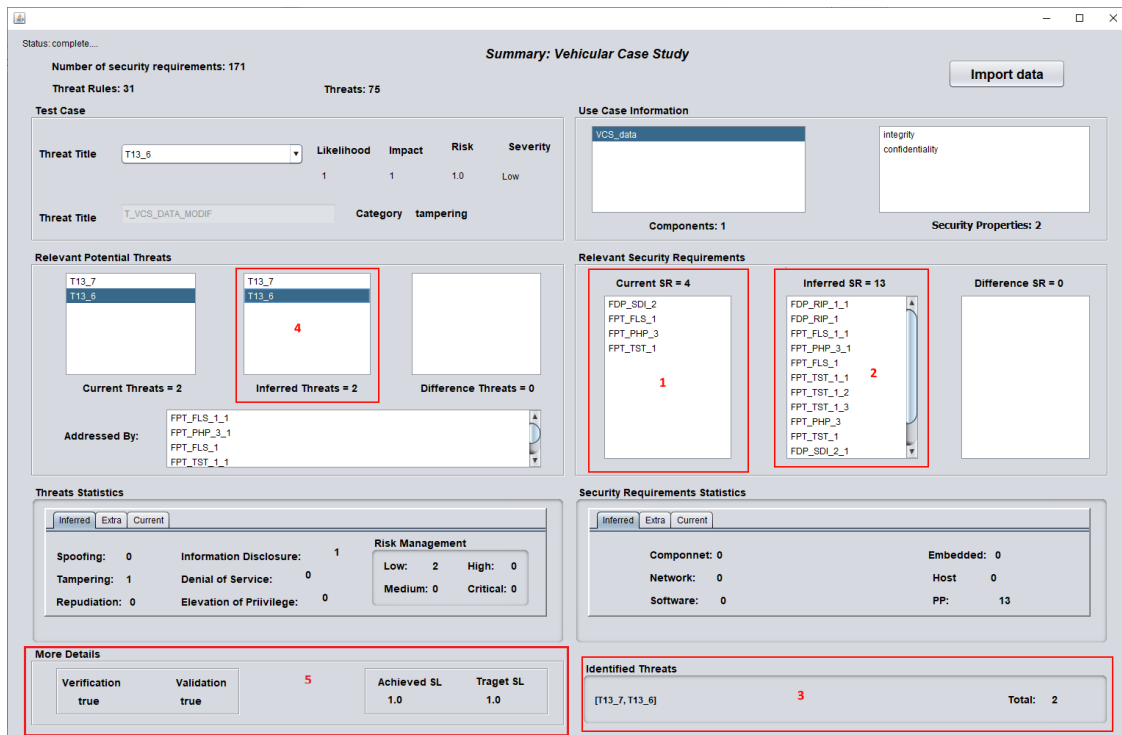 Status: complete....
Summary: Vehicular Case Study
Number of security requirements: 171
Import data
Threat Rules: 31 Threats: 75
Test Case
Threat Title T13_6 Likelihood Impact Risk Severity
1 1 1.0 Low
Threat Title T_VCS_DATA_MODIF Category tampering
Use Case Information
VCS_data
integrity
confidentiality
Components: 1 Security Properties: 2
Relevant Potential Threats
T13_7
T13_6
T13_7
T13_6
4
Current Threats = 2 Inferred Threats = 2 Difference Threats = 0
Addressed By:
FPT_FLS_1_1
FPT_PHP_3_1
FPT_FLS_1
FPT_TST_1_1
Relevant Security Requirements
Current SR = 4 Inferred SR = 13 Difference SR = 0
FDP_SDI_2
FPT_FLS_1
FPT_PHP_3
FPT_TST_1
1
FDP_RIP_1_1
FDP_RIP_1
FPT_FLS_1_1
FPT_PHP_3_1
FPT_FLS_1
FPT_TST_1_1
FPT_TST_1_2
FPT_TST_1_3
FPT_PHP_3
FPT_TST_1
FDP_SDI_2_1
2
Threats Statistics
Inferred Extra Current
Spoofing: 0 Information Disclosure: 1
Tampering: 1 Denial of Service: 0
Repudiation: 0 Elevation of Priivilege: 0
Risk Management
Low: 2 High: 0
Medium: 0 Critical: 0
Security Requirements Statistics
Inferred Extra Current
Componnet: 0 Embedded: 0
Network: 0 Host 0
Software: 0 PP: 13
More Details
Verification Validation 5 Achieved SL Traget SL
true true 1.0 1.0
Identified Threats
[T13_7, T13_6] 3 Total: 2